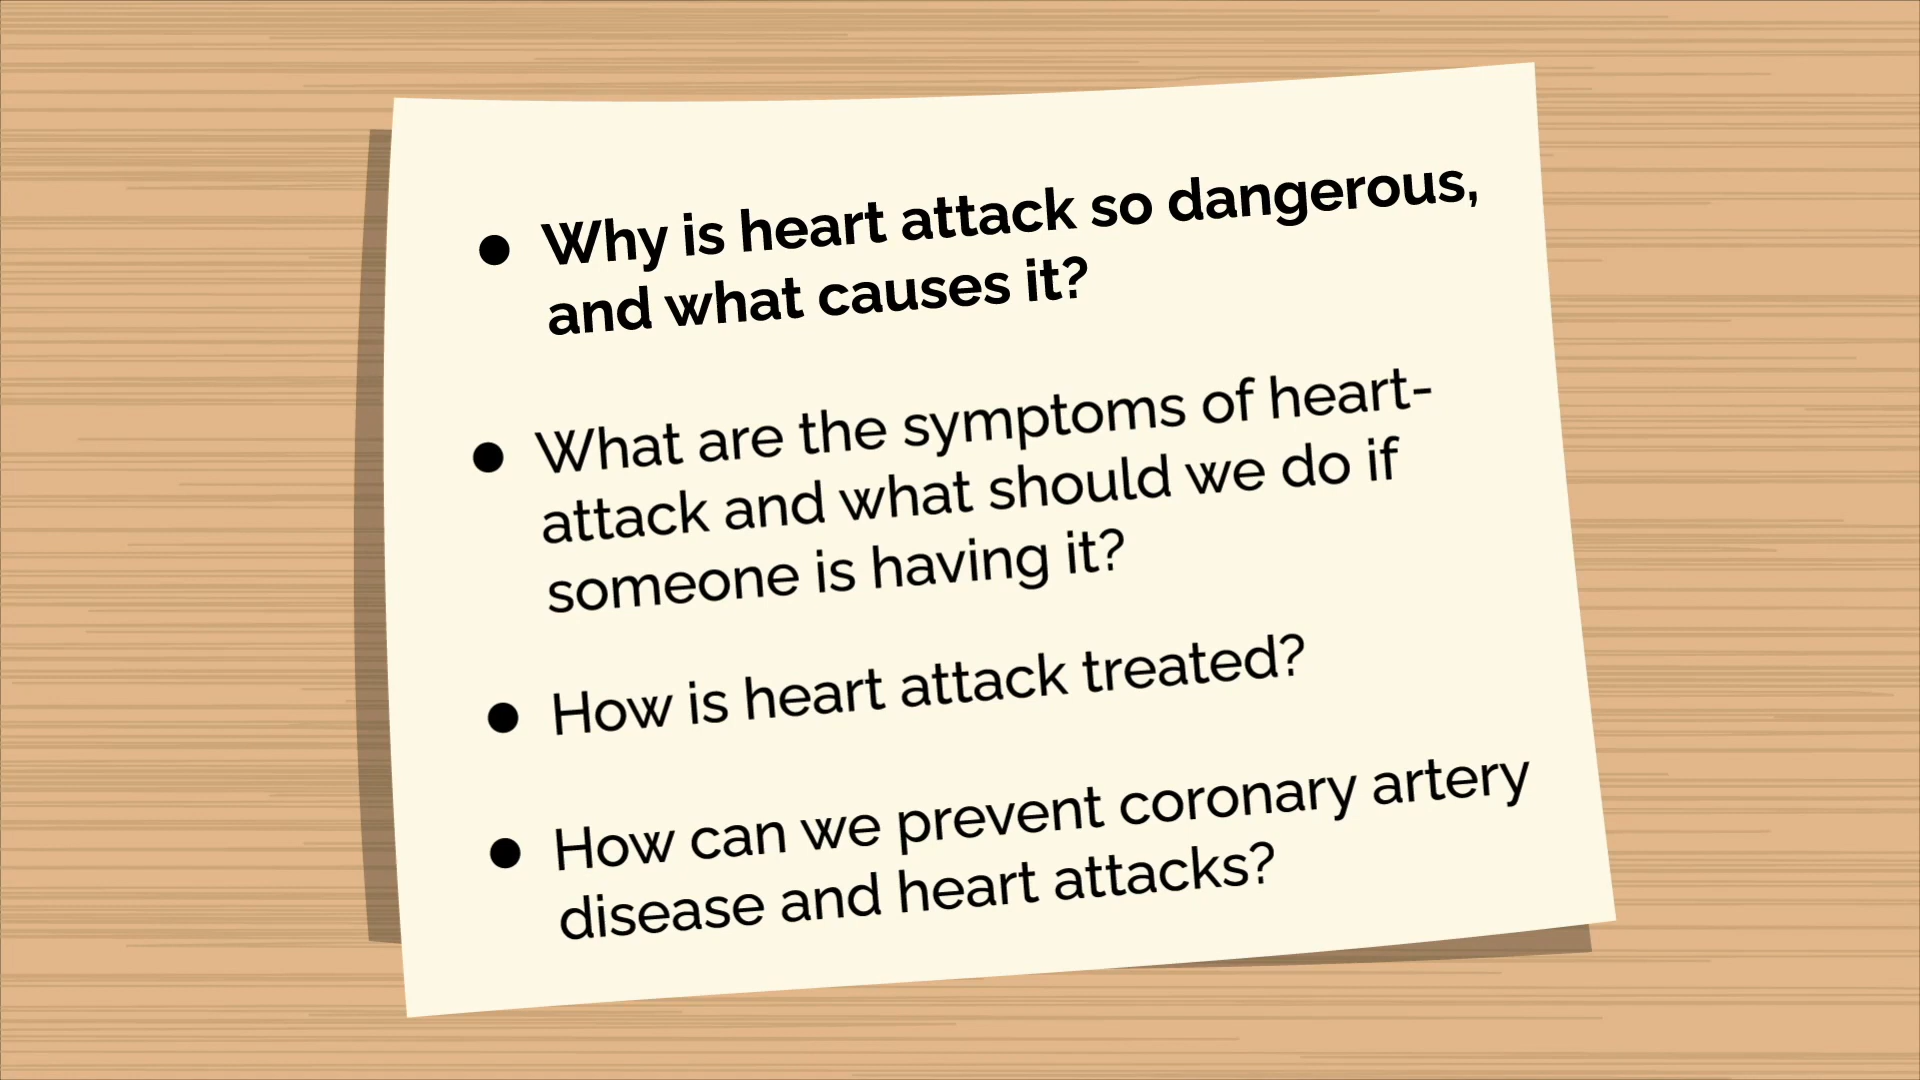 ● Why is heart attack so dangerous,
and what causes it?
● What are the symptoms of heart-
attack and what should we do if
someone is having it?
● How is heart attack treated?
● How can we prevent coronary artery
disease and heart attacks?